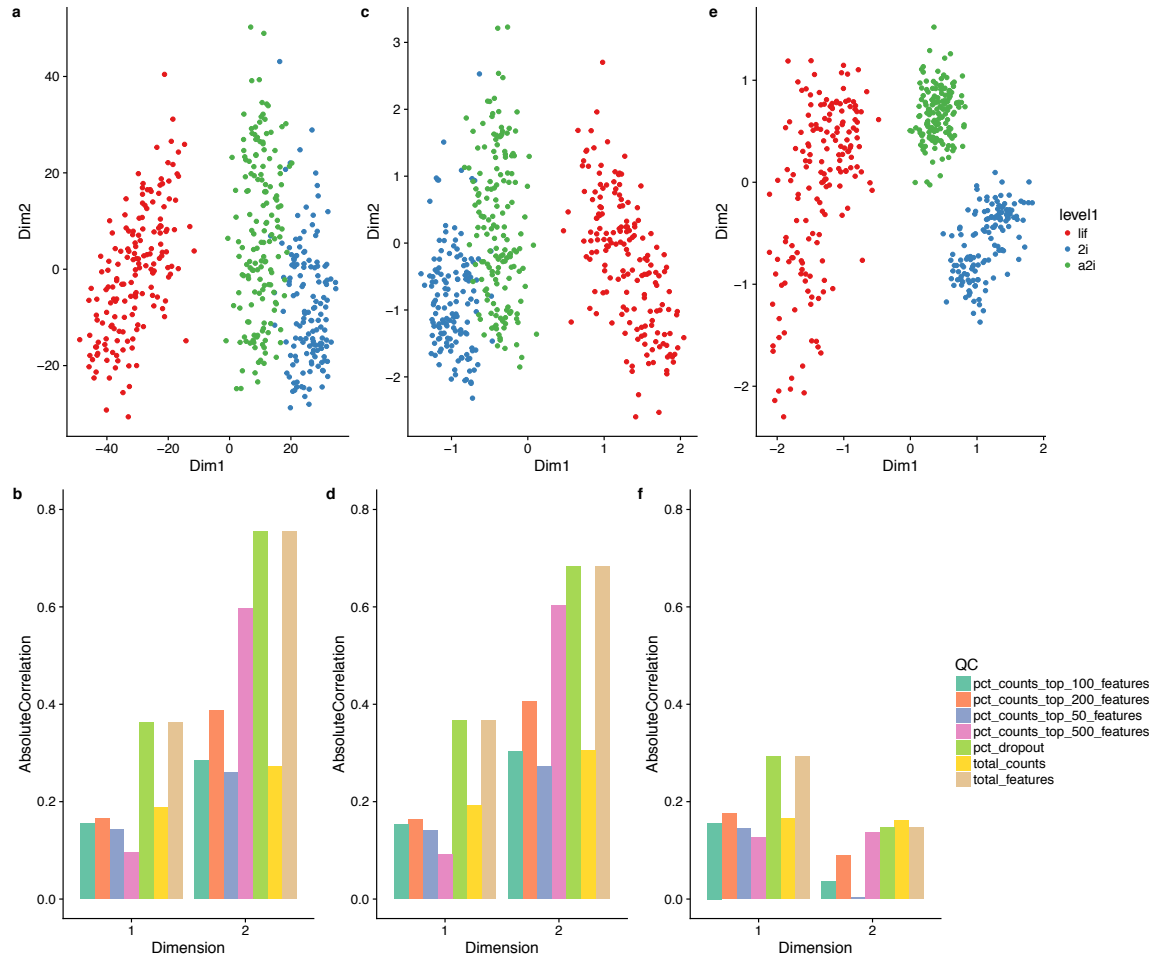 a
40
20
0
−20
Dim2
−40
−20
0
20
Dim1
c
3
2
1
0
−1
−2
Dim2
−1
0
1
2
Dim1
e
1
0
−1
−2
Dim2
−2
−1
0
1
2
Dim1
level1
lif
2i
a2i
b
0.8
0.6
0.4
0.2
0.0
AbsoluteCorrelation
1
2
Dimension
d
0.8
0.6
0.4
0.2
0.0
AbsoluteCorrelation
1
2
Dimension
f
0.8
0.6
0.4
0.2
0.0
AbsoluteCorrelation
1
2
Dimension
QC
pct_counts_top_100_features
pct_counts_top_200_features
pct_counts_top_50_features
pct_counts_top_500_features
pct_dropout
total_counts
total_features